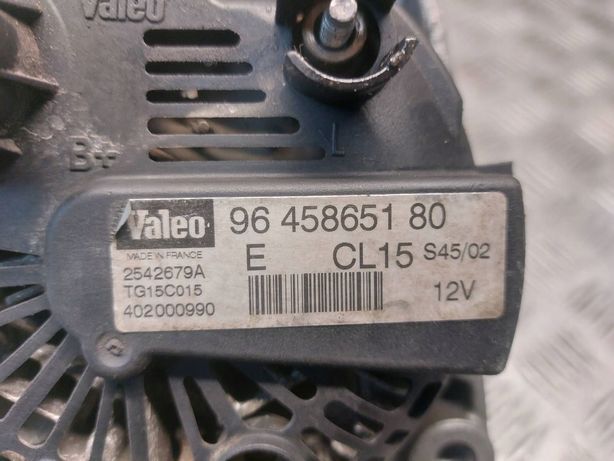 Valeo
B+
L
Valeo 96 458651 80
MADE IN FRANCE E CL15 S45/02
2542679A
TG15C015 12V
402000990